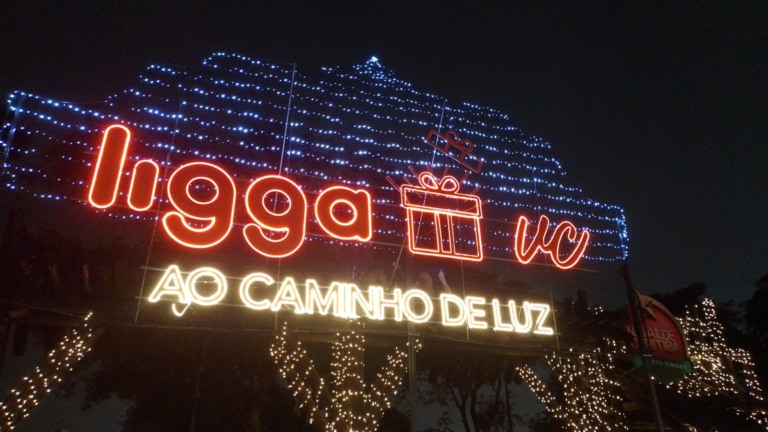 ligga vc
AO CAMINHO DE LUZ